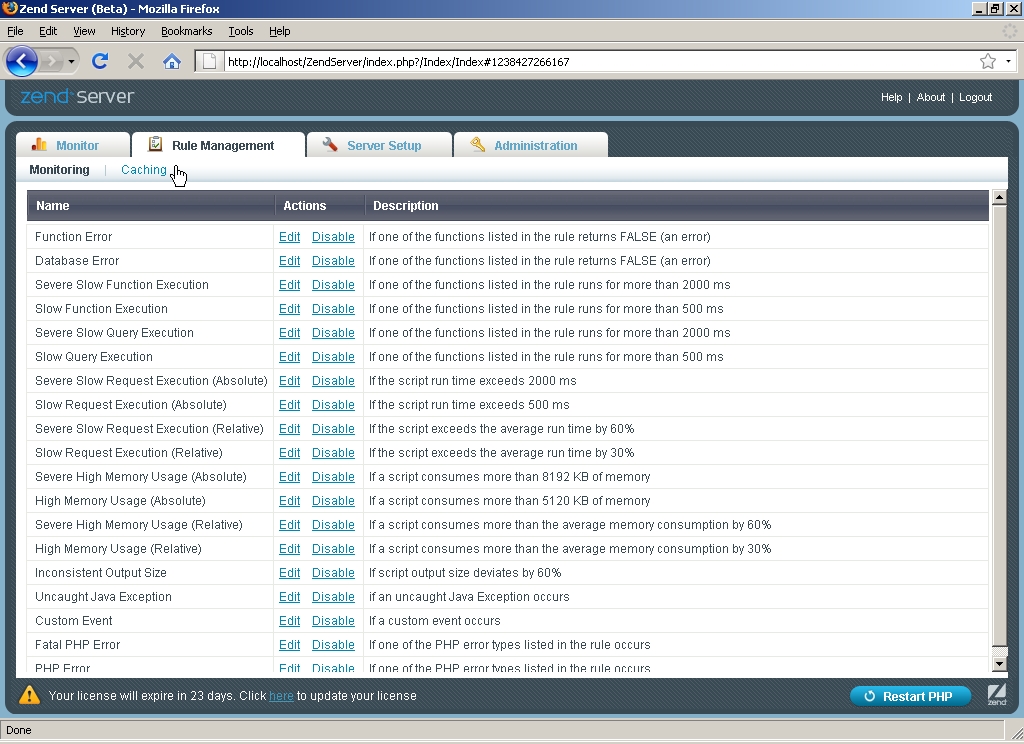 Zend Server (Beta) - Mozilla Firefox
File Edit View History Bookmarks Tools Help
http://localhost/ZendServer/index.php?/Index/Index#1238427266167
zend server Help | About | Logout
Monitor Rule Management Server Setup Administration
Monitoring | Caching
Name Actions Description
Function Error Edit Disable If one of the functions listed in the rule returns FALSE (an error)
Database Error Edit Disable If one of the functions listed in the rule returns FALSE (an error)
Severe Slow Function Execution Edit Disable If one of the functions listed in the rule runs for more than 2000 ms
Slow Function Execution Edit Disable If one of the functions listed in the rule runs for more than 500 ms
Severe Slow Query Execution Edit Disable If one of the functions listed in the rule runs for more than 2000 ms
Slow Query Execution Edit Disable If one of the functions listed in the rule runs for more than 500 ms
Severe Slow Request Execution (Absolute) Edit Disable If the script run time exceeds 2000 ms
Slow Request Execution (Absolute) Edit Disable If the script run time exceeds 500 ms
Severe Slow Request Execution (Relative) Edit Disable If the script exceeds the average run time by 60%
Slow Request Execution (Relative) Edit Disable If the script exceeds the average run time by 30%
Severe High Memory Usage (Absolute) Edit Disable If a script consumes more than 8192 KB of memory
High Memory Usage (Absolute) Edit Disable If a script consumes more than 5120 KB of memory
Severe High Memory Usage (Relative) Edit Disable If a script consumes more than the average memory consumption by 60%
High Memory Usage (Relative) Edit Disable If a script consumes more than the average memory consumption by 30%
Inconsistent Output Size Edit Disable If script output size deviates by 60%
Uncaught Java Exception Edit Disable if an uncaught Java Exception occurs
Custom Event Edit Disable If a custom event occurs
Fatal PHP Error Edit Disable If one of the PHP error types listed in the rule occurs
PHP Error Edit Disable If one of the PHP error types listed in the rule occurs
Your license will expire in 23 days. Click here to update your license Restart PHP zend
Done